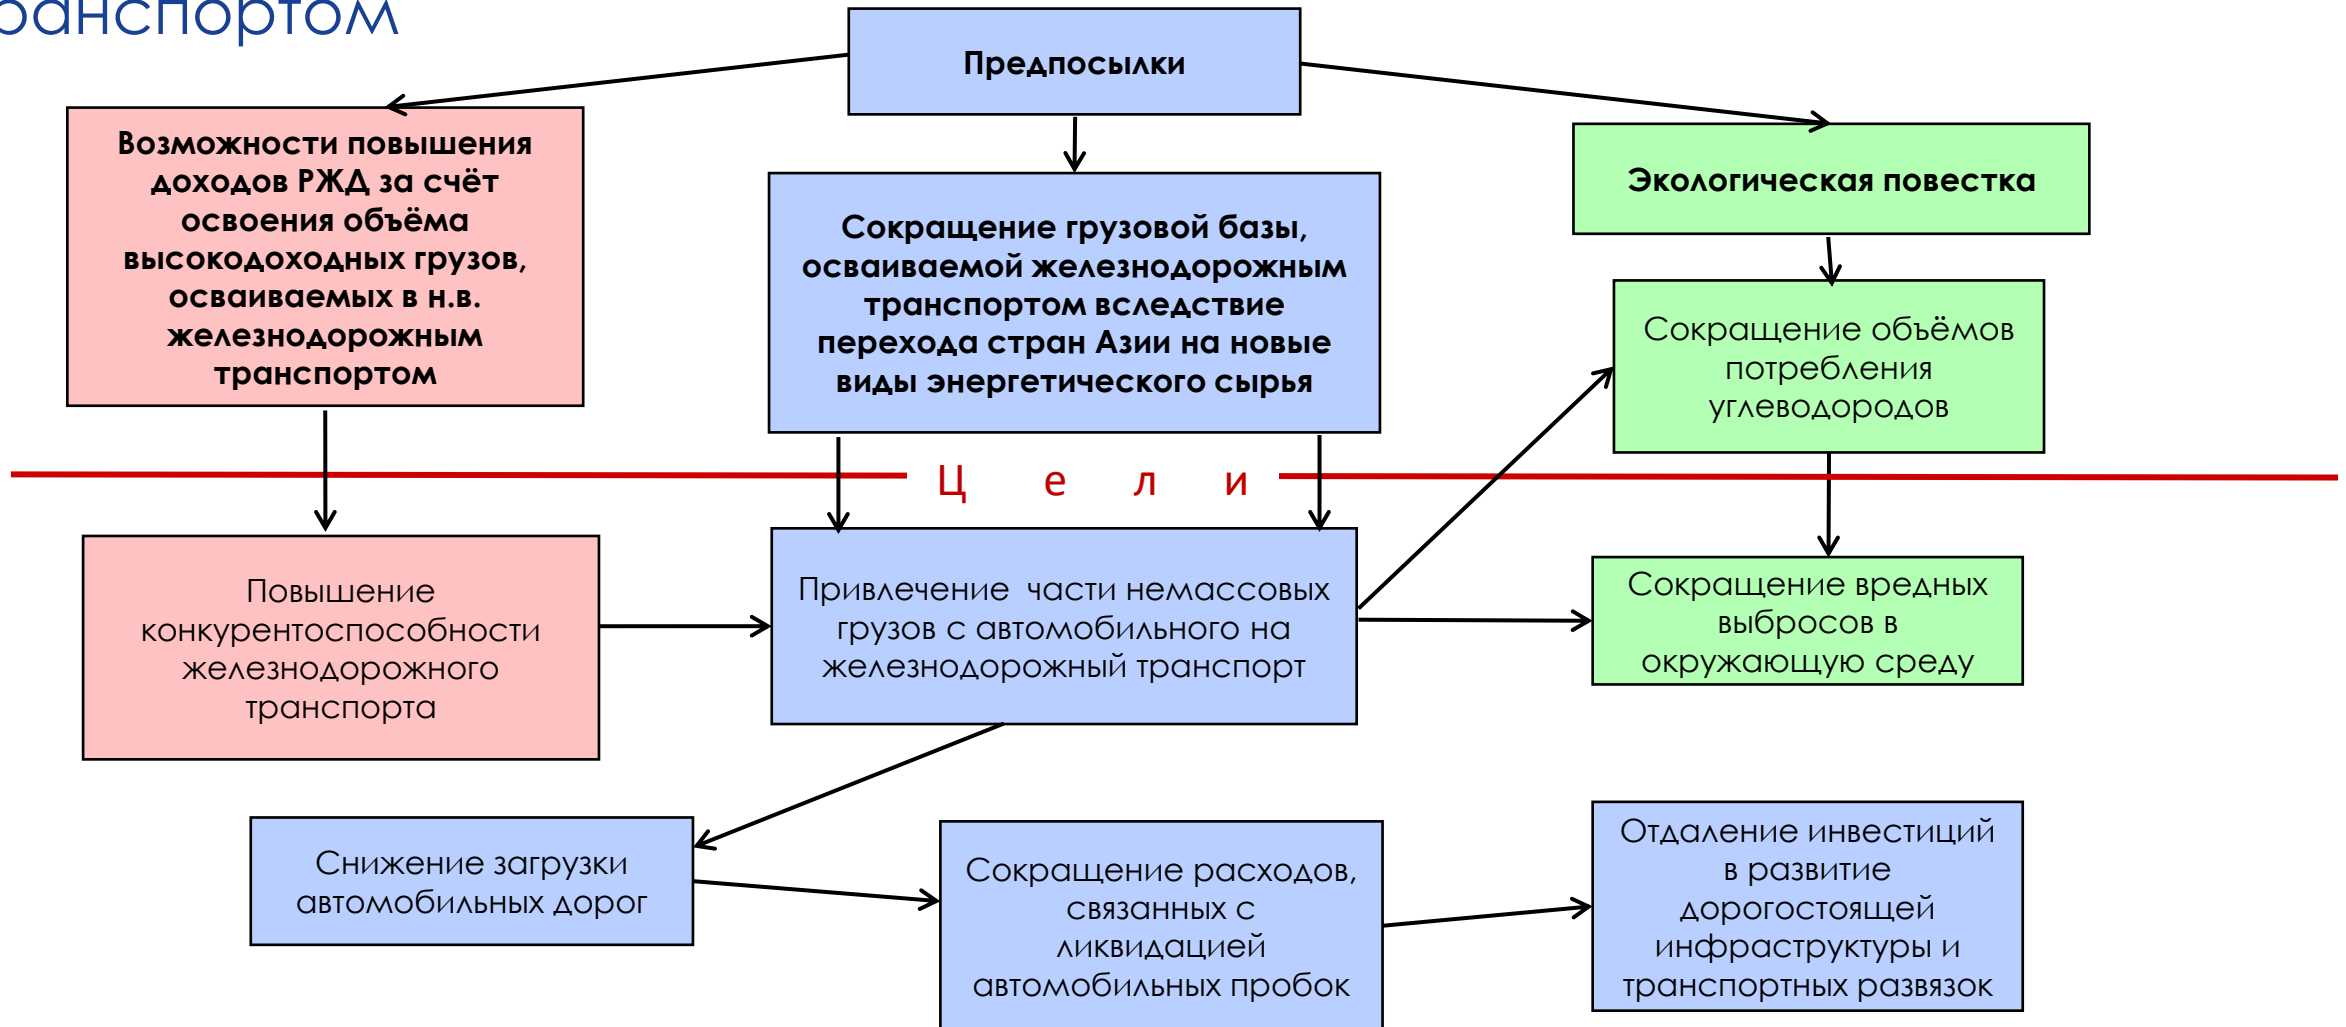 ранспортом
Предпосылки
Возможности повышения
доходов РЖД за счёт
освоения объёма
высокодоходных грузов,
осваиваемых в н.в.
железнодорожным
транспортом
Сокращение грузовой базы,
осваиваемой железнодорожным
транспортом вследствие
перехода стран Азии на новые
виды энергетического сырья
Экологическая повестка
Сокращение объёмов
потребления
углеводородов
Ц е л и
Повышение
конкурентоспособности
железнодорожного
транспорта
Привлечение части немассовых
грузов с автомобильного на
железнодорожный транспорт
Сокращение вредных
выбросов в
окружающую среду
Снижение загрузки
автомобильных дорог
Сокращение расходов,
связанных с
ликвидацией
автомобильных пробок
Отдаление инвестиций
в развитие
дорогостоящей
инфраструктуры и
транспортных развязок